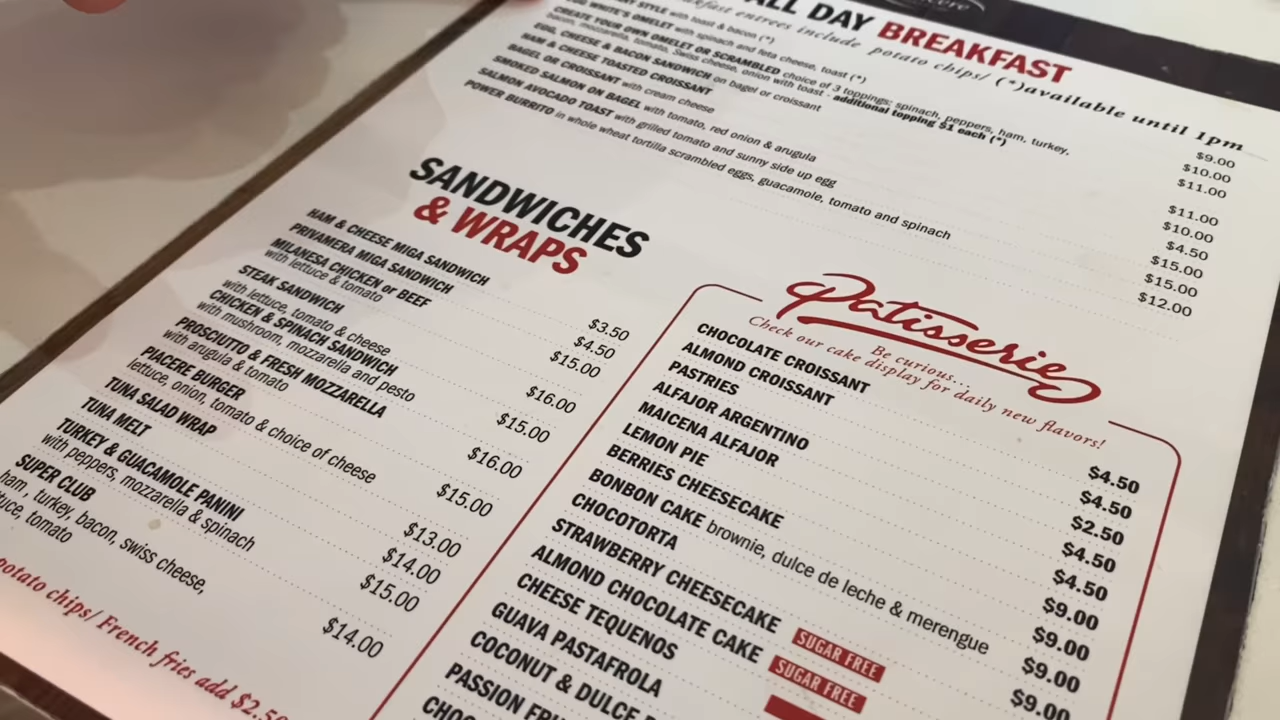 ALL DAY BREAKFAST
entrees include potato chips/ (*)available until 1pm
STYLE with toast & bacon (*)
WHITE'S OMELET with spinach and feta cheese, toast (*)
$9.00
CREATE YOUR OWN OMELET OR SCRAMBLED choice of 3 toppings: spinach, peppers, ham, turkey,
$10.00
bacon, mozzarella, tomato, Swiss cheese, onion with toast - additional topping $1 each (*)
$11.00
EGG, CHEESE & BACON SANDWICH on bagel or croissant
$11.00
HAM & CHEESE TOASTED CROISSANT
$10.00
BAGEL OR CROISSANT with cream cheese
$4.50
SMOKED SALMON ON BAGEL with tomato, red onion & arugula
$15.00
SALMON AVOCADO TOAST with grilled tomato and sunny side up egg
$15.00
POWER BURRITO in whole wheat tortilla scrambled eggs, guacamole, tomato and spinach
$12.00
SANDWICHES
& WRAPS
HAM & CHEESE MIGA SANDWICH
$3.50
PRIVAMERA MIGA SANDWICH
$4.50
MILANESA CHICKEN or BEEF
$15.00
with lettuce & tomato
STEAK SANDWICH
$16.00
with lettuce, tomato & cheese
CHICKEN & SPINACH SANDWICH
$15.00
with mushroom, mozzarella and pesto
PROSCIUTTO & FRESH MOZZARELLA
$16.00
with arugula & tomato
PIACERE BURGER
$15.00
lettuce, onion, tomato & choice of cheese
TUNA SALAD WRAP
$13.00
TUNA MELT
$14.00
TURKEY & GUACAMOLE PANINI
$15.00
with peppers, mozzarella & spinach
SUPER CLUB
$14.00
ham, turkey, bacon, swiss cheese,
tomato
potato chips/ French fries add $2.50
Patisserie
Be curious...
Check our cake display for daily new flavors!
CHOCOLATE CROISSANT
$4.50
ALMOND CROISSANT
$4.50
PASTRIES
$2.50
ALFAJOR ARGENTINO
$4.50
MAICENA ALFAJOR
$4.50
LEMON PIE
$9.00
BERRIES CHEESECAKE
$9.00
BONBON CAKE brownie, dulce de leche & merengue
$9.00
CHOCOTORTA
$9.00
STRAWBERRY CHEESECAKE SUGAR FREE
ALMOND CHOCOLATE CAKE SUGAR FREE
CHEESE TEQUENOS
GUAVA PASTAFROLA
COCONUT & DULCE
PASSION